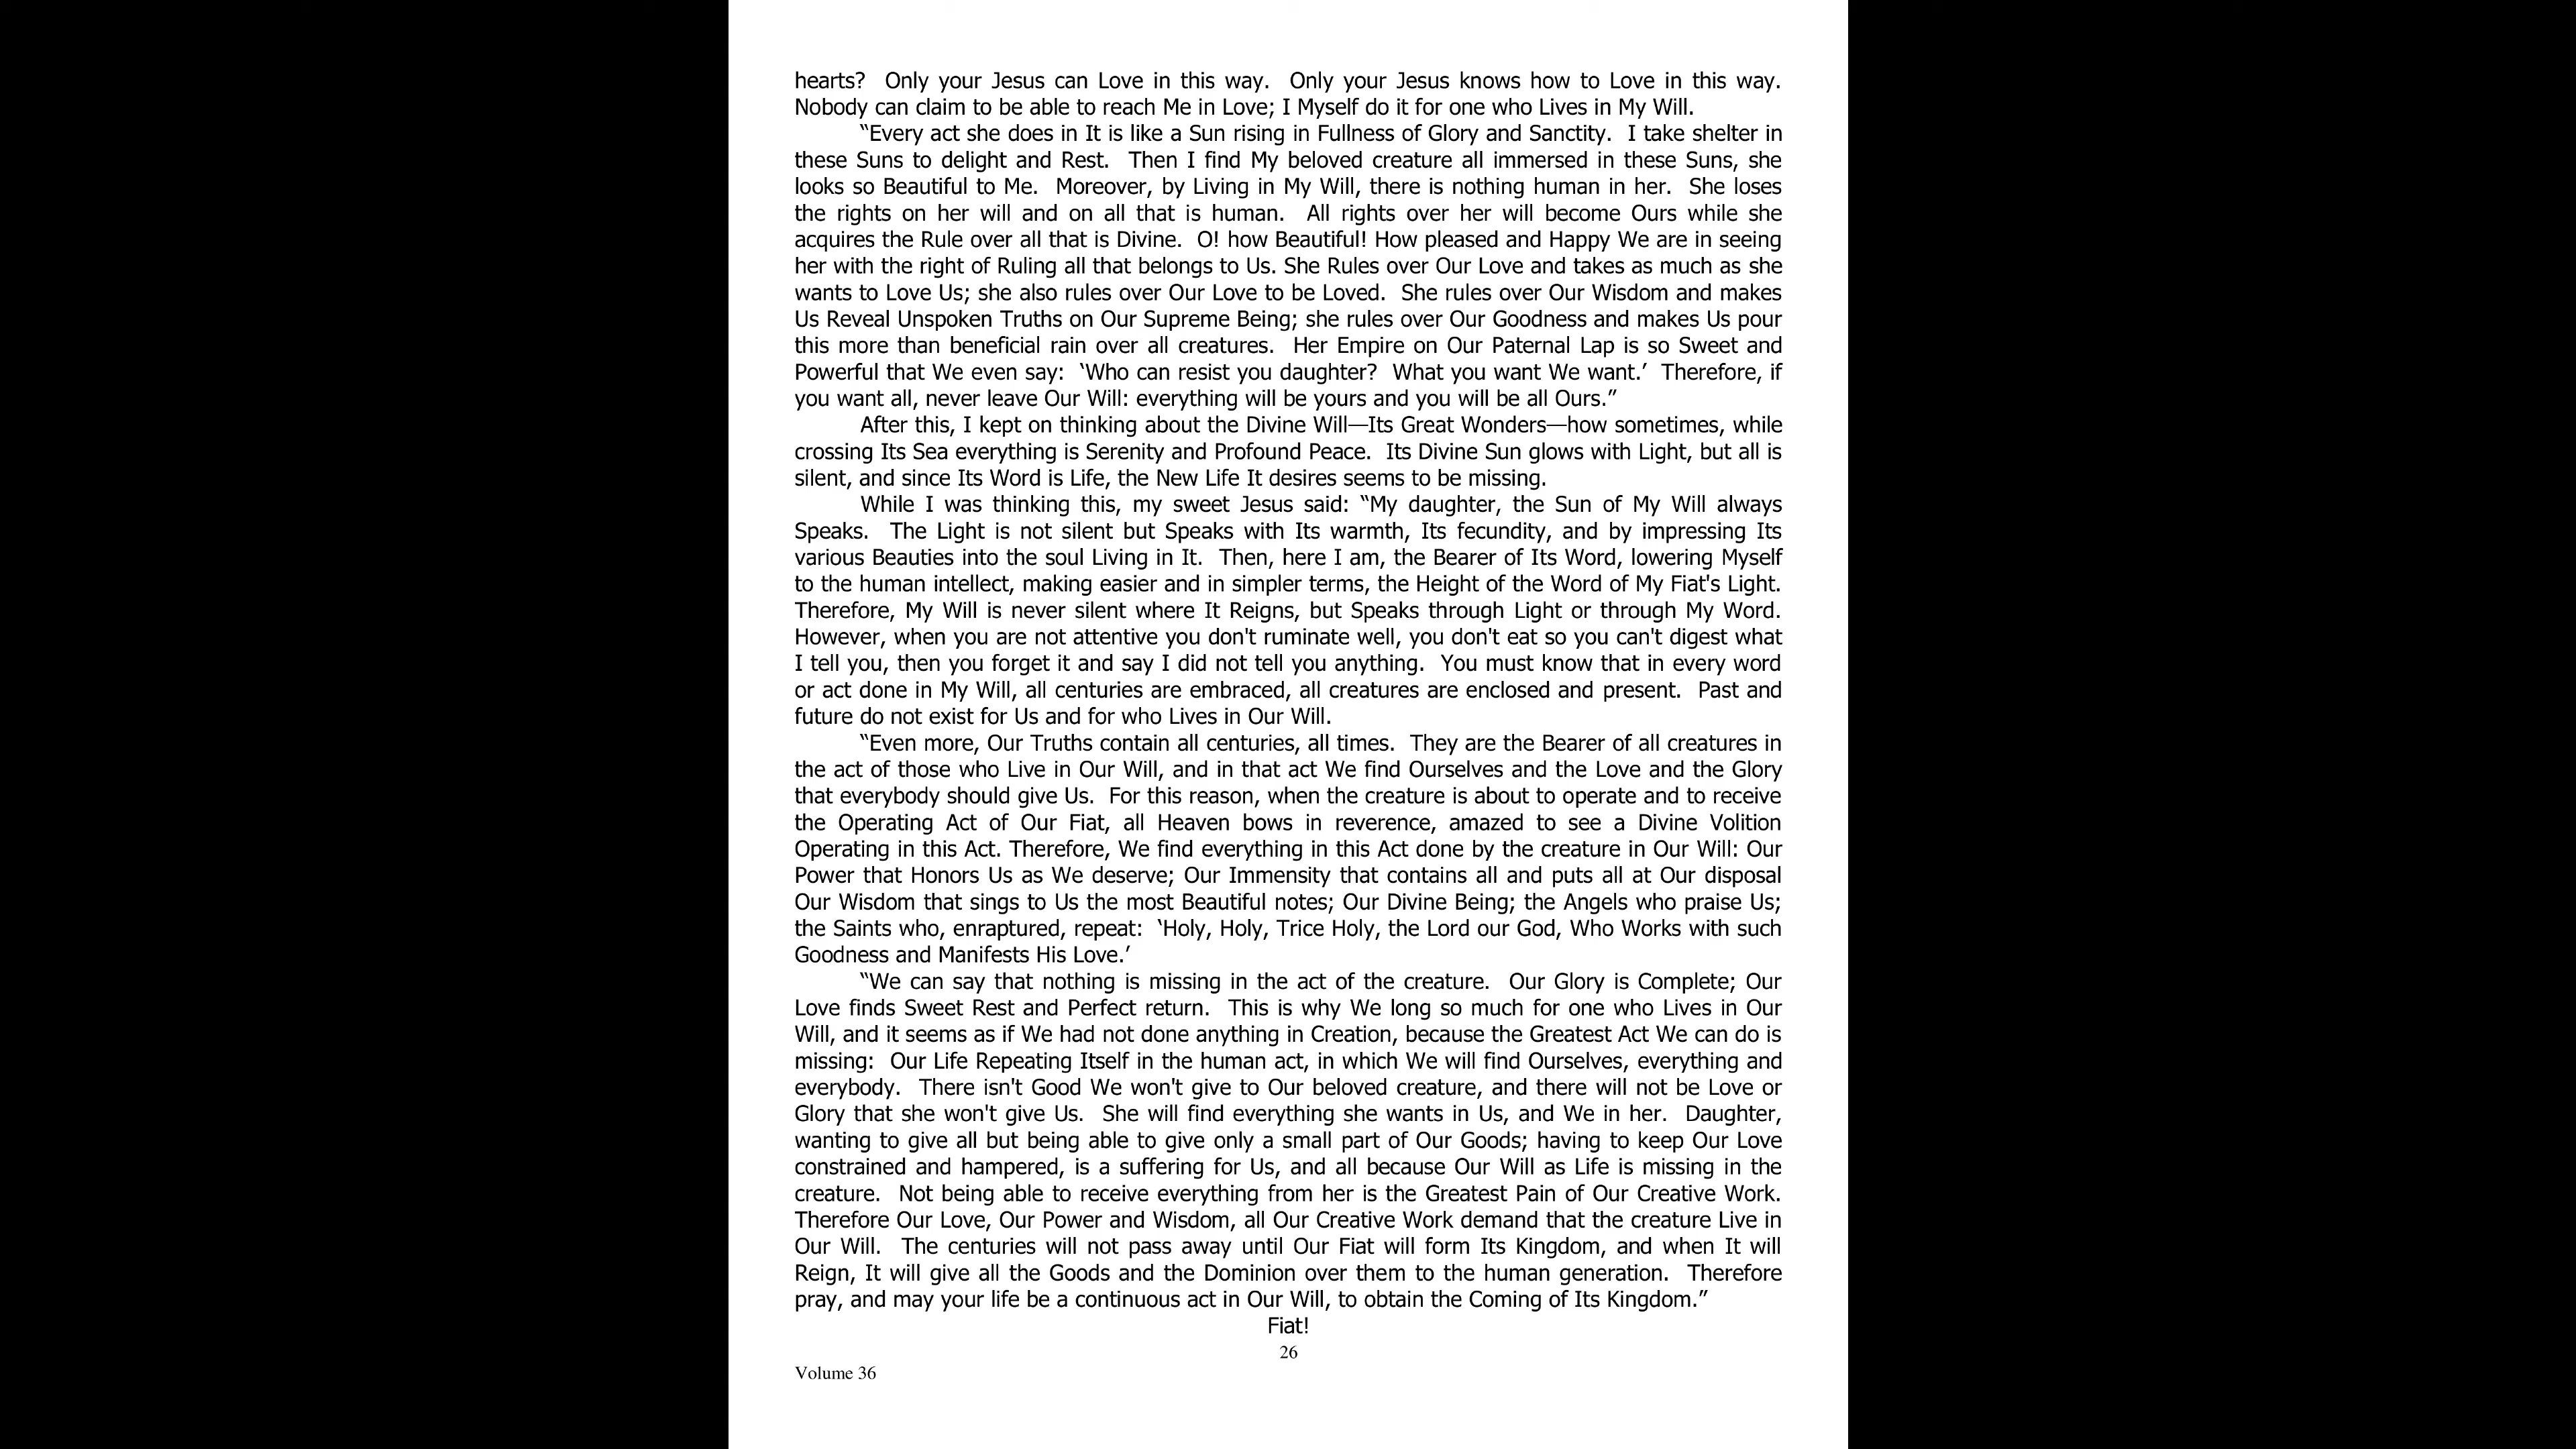 hearts?  Only your Jesus can Love in this way.  Only your Jesus knows how to Love in this way.
Nobody can claim to be able to reach Me in Love; I Myself do it for one who Lives in My Will.
“Every act she does in It is like a Sun rising in Fullness of Glory and Sanctity.  I take shelter in
these Suns to delight and Rest.  Then I find My beloved creature all immersed in these Suns, she
looks so Beautiful to Me.  Moreover, by Living in My Will, there is nothing human in her.  She loses
the rights on her will and on all that is human.  All rights over her will become Ours while she
acquires the Rule over all that is Divine.  O! how Beautiful! How pleased and Happy We are in seeing
her with the right of Ruling all that belongs to Us. She Rules over Our Love and takes as much as she
wants to Love Us; she also rules over Our Love to be Loved.  She rules over Our Wisdom and makes
Us Reveal Unspoken Truths on Our Supreme Being; she rules over Our Goodness and makes Us pour
this more than beneficial rain over all creatures.  Her Empire on Our Paternal Lap is so Sweet and
Powerful that We even say:  ‘Who can resist you daughter?  What you want We want.’  Therefore, if
you want all, never leave Our Will: everything will be yours and you will be all Ours.”
After this, I kept on thinking about the Divine Will—Its Great Wonders—how sometimes, while
crossing Its Sea everything is Serenity and Profound Peace.  Its Divine Sun glows with Light, but all is
silent, and since Its Word is Life, the New Life It desires seems to be missing.
While I was thinking this, my sweet Jesus said: “My daughter, the Sun of My Will always
Speaks.  The Light is not silent but Speaks with Its warmth, Its fecundity, and by impressing Its
various Beauties into the soul Living in It.  Then, here I am, the Bearer of Its Word, lowering Myself
to the human intellect, making easier and in simpler terms, the Height of the Word of My Fiat's Light.
Therefore, My Will is never silent where It Reigns, but Speaks through Light or through My Word.
However, when you are not attentive you don't ruminate well, you don't eat so you can't digest what
I tell you, then you forget it and say I did not tell you anything.  You must know that in every word
or act done in My Will, all centuries are embraced, all creatures are enclosed and present.  Past and
future do not exist for Us and for who Lives in Our Will.
“Even more, Our Truths contain all centuries, all times.  They are the Bearer of all creatures in
the act of those who Live in Our Will, and in that act We find Ourselves and the Love and the Glory
that everybody should give Us.  For this reason, when the creature is about to operate and to receive
the Operating Act of Our Fiat, all Heaven bows in reverence, amazed to see a Divine Volition
Operating in this Act. Therefore, We find everything in this Act done by the creature in Our Will: Our
Power that Honors Us as We deserve; Our Immensity that contains all and puts all at Our disposal
Our Wisdom that sings to Us the most Beautiful notes; Our Divine Being; the Angels who praise Us;
the Saints who, enraptured, repeat:  ‘Holy, Holy, Trice Holy, the Lord our God, Who Works with such
Goodness and Manifests His Love.’
“We can say that nothing is missing in the act of the creature.  Our Glory is Complete; Our
Love finds Sweet Rest and Perfect return.  This is why We long so much for one who Lives in Our
Will, and it seems as if We had not done anything in Creation, because the Greatest Act We can do is
missing:  Our Life Repeating Itself in the human act, in which We will find Ourselves, everything and
everybody.  There isn't Good We won't give to Our beloved creature, and there will not be Love or
Glory that she won't give Us.  She will find everything she wants in Us, and We in her.  Daughter,
wanting to give all but being able to give only a small part of Our Goods; having to keep Our Love
constrained and hampered, is a suffering for Us, and all because Our Will as Life is missing in the
creature.  Not being able to receive everything from her is the Greatest Pain of Our Creative Work.
Therefore Our Love, Our Power and Wisdom, all Our Creative Work demand that the creature Live in
Our Will.  The centuries will not pass away until Our Fiat will form Its Kingdom, and when It will
Reign, It will give all the Goods and the Dominion over them to the human generation.  Therefore
pray, and may your life be a continuous act in Our Will, to obtain the Coming of Its Kingdom.”
Fiat!
26
Volume 36